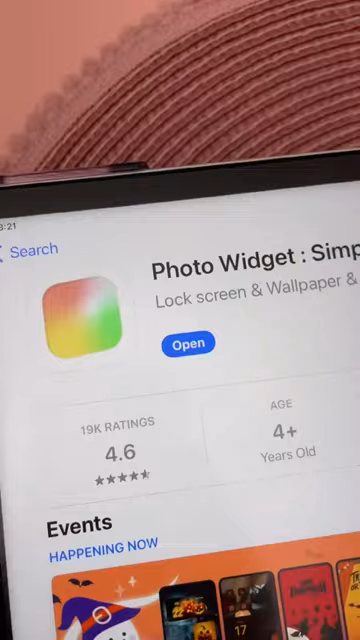 3:21
Search
Photo Widget : Simp
Lock screen & Wallpaper &
Open
19K RATINGS
4.6
AGE
4+
Years Old
Events
HAPPENING NOW
17